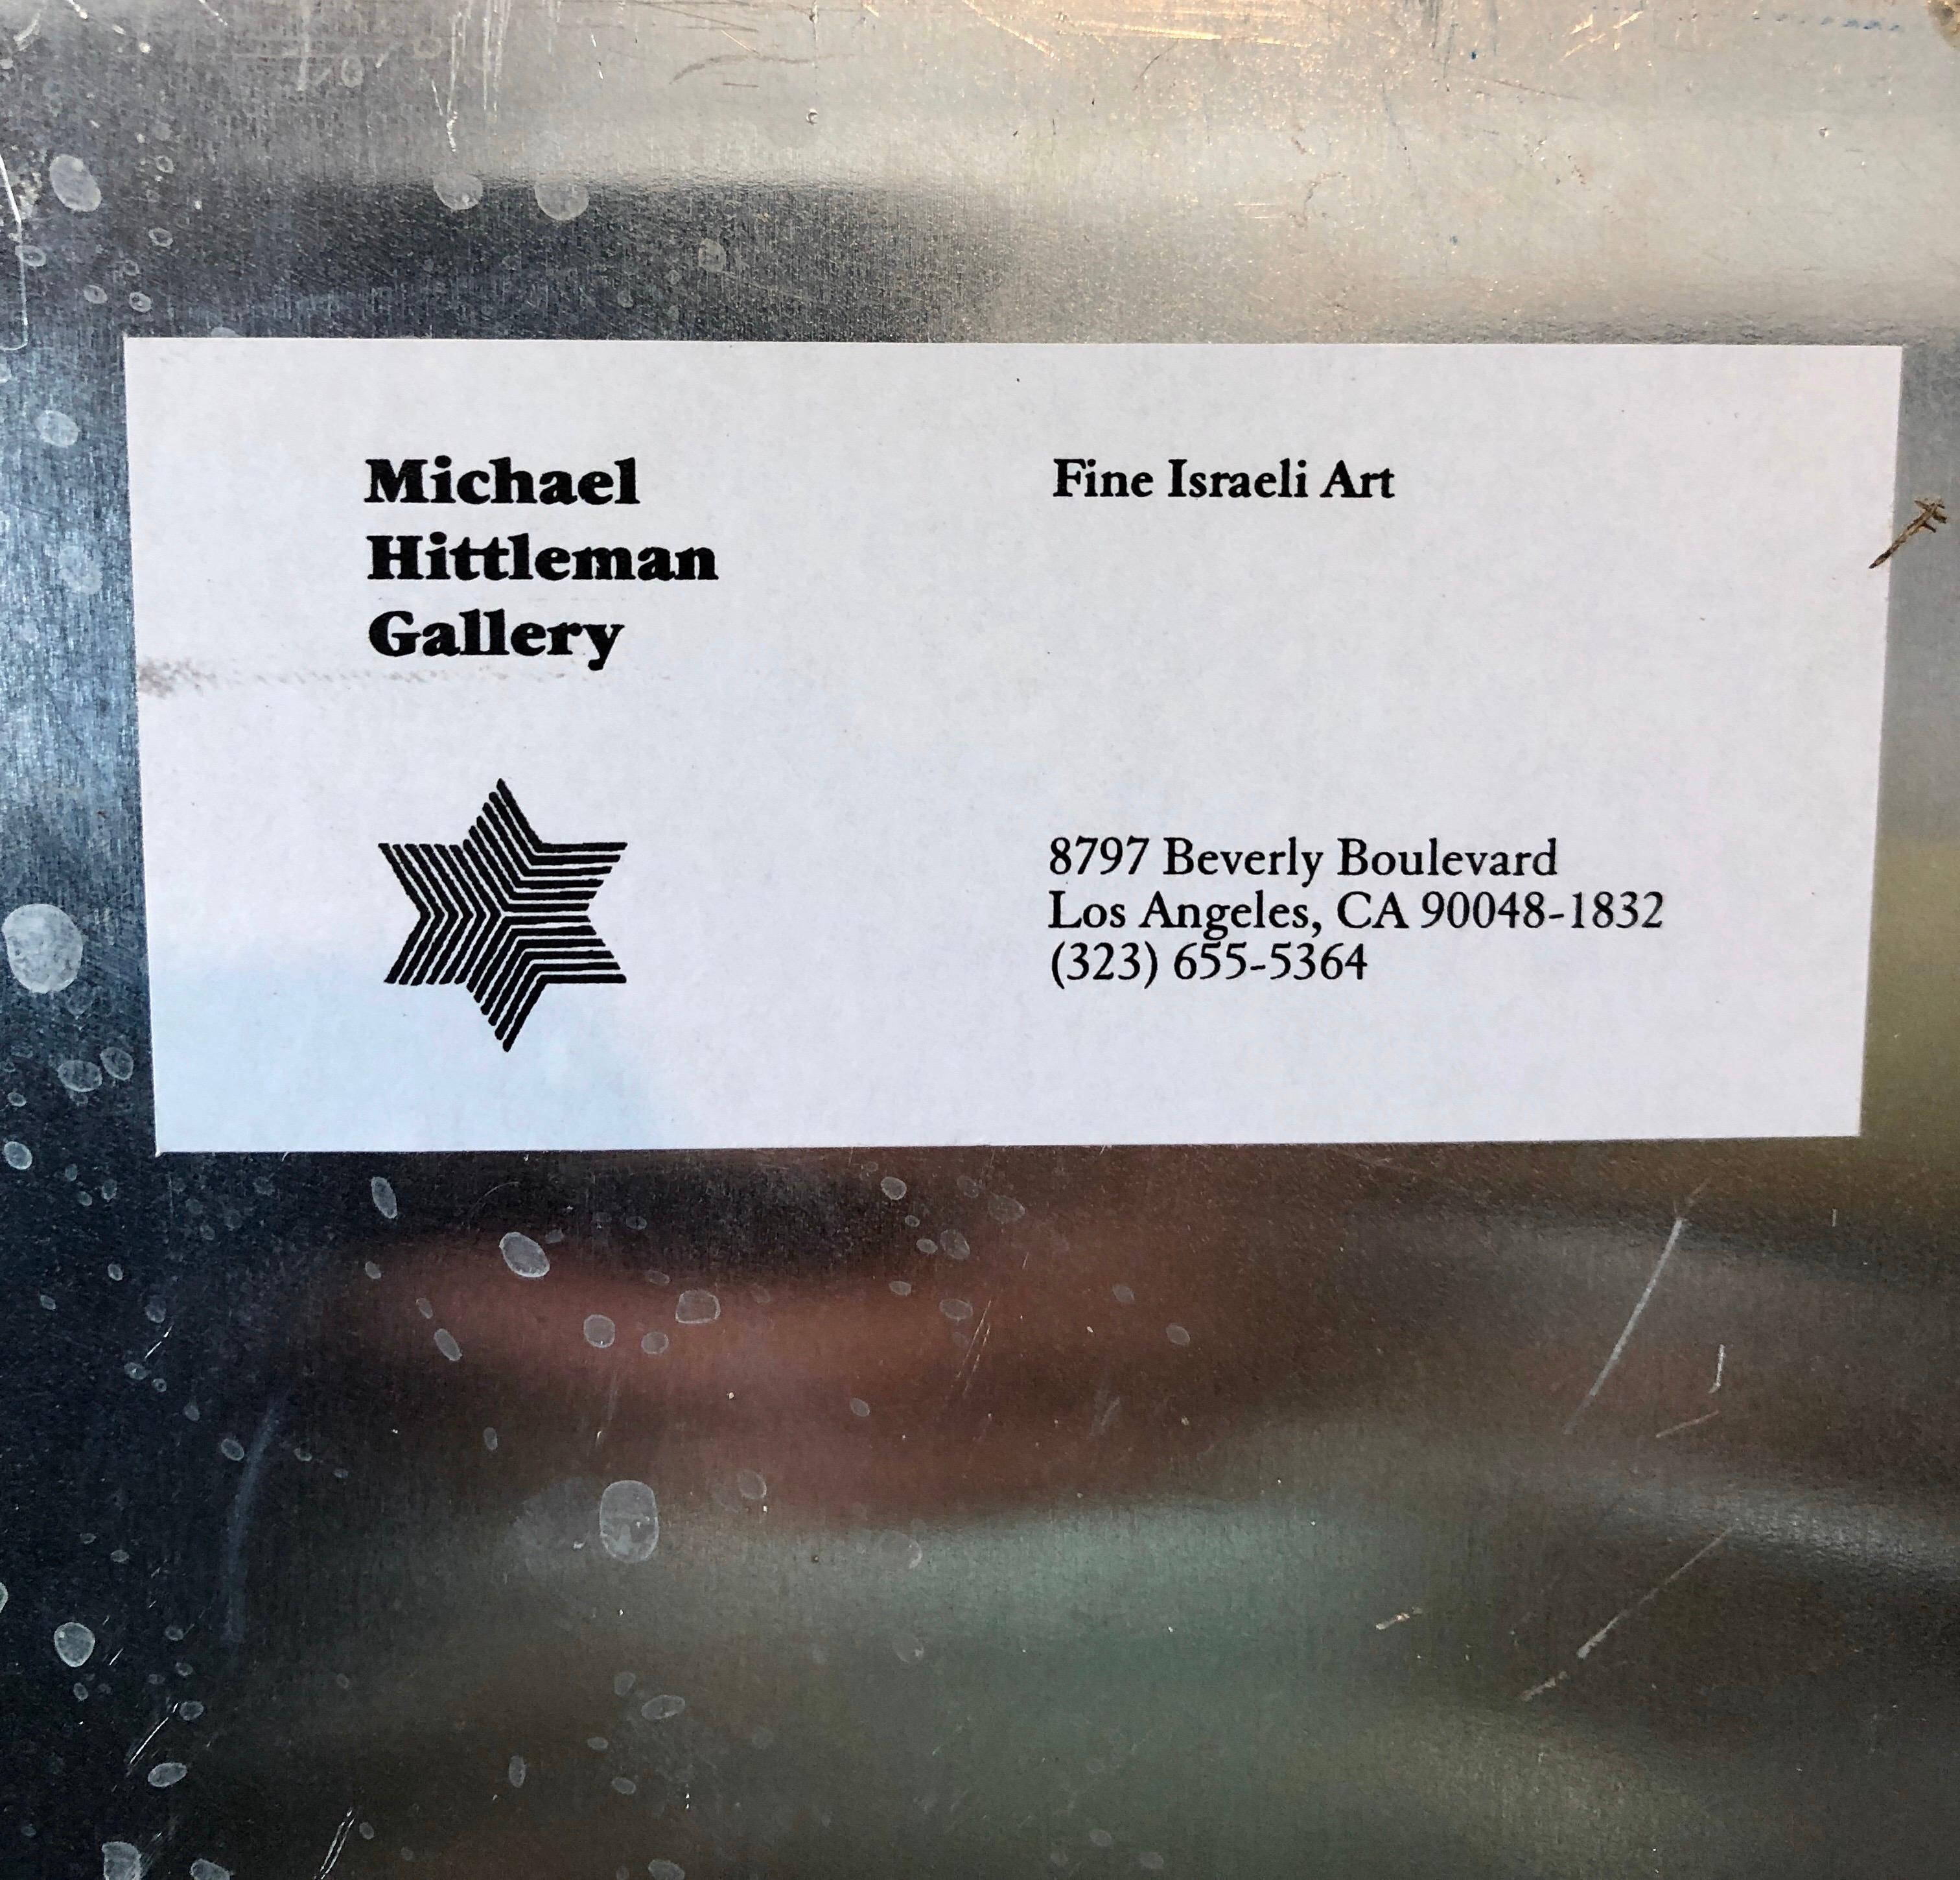 Michael
Hittleman
Gallery
Fine Israeli Art
8797 Beverly Boulevard
Los Angeles, CA 90048-1832
(323) 655-5364